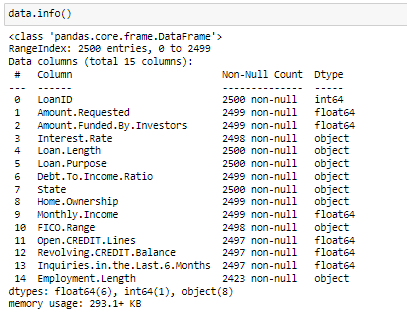 data.info()
<class 'pandas.core.frame.DataFrame'>
RangeIndex: 2500 entries, 0 to 2499
Data columns (total 15 columns):
 #   Column                          Non-Null Count  Dtype
---  ------                          --------------  -----
 0   LoanID                          2500 non-null   int64
 1   Amount.Requested                2499 non-null   float64
 2   Amount.Funded.By.Investors      2499 non-null   float64
 3   Interest.Rate                   2498 non-null   object
 4   Loan.Length                     2500 non-null   object
 5   Loan.Purpose                    2500 non-null   object
 6   Debt.To.Income.Ratio            2499 non-null   object
 7   State                           2500 non-null   object
 8   Home.Ownership                  2499 non-null   object
 9   Monthly.Income                  2499 non-null   float64
 10  FICO.Range                      2498 non-null   object
 11  Open.CREDIT.Lines               2497 non-null   float64
 12  Revolving.CREDIT.Balance        2497 non-null   float64
 13  Inquiries.in.the.Last.6.Months  2497 non-null   float64
 14  Employment.Length               2423 non-null   object
dtypes: float64(6), int64(1), object(8)
memory usage: 293.1+ KB